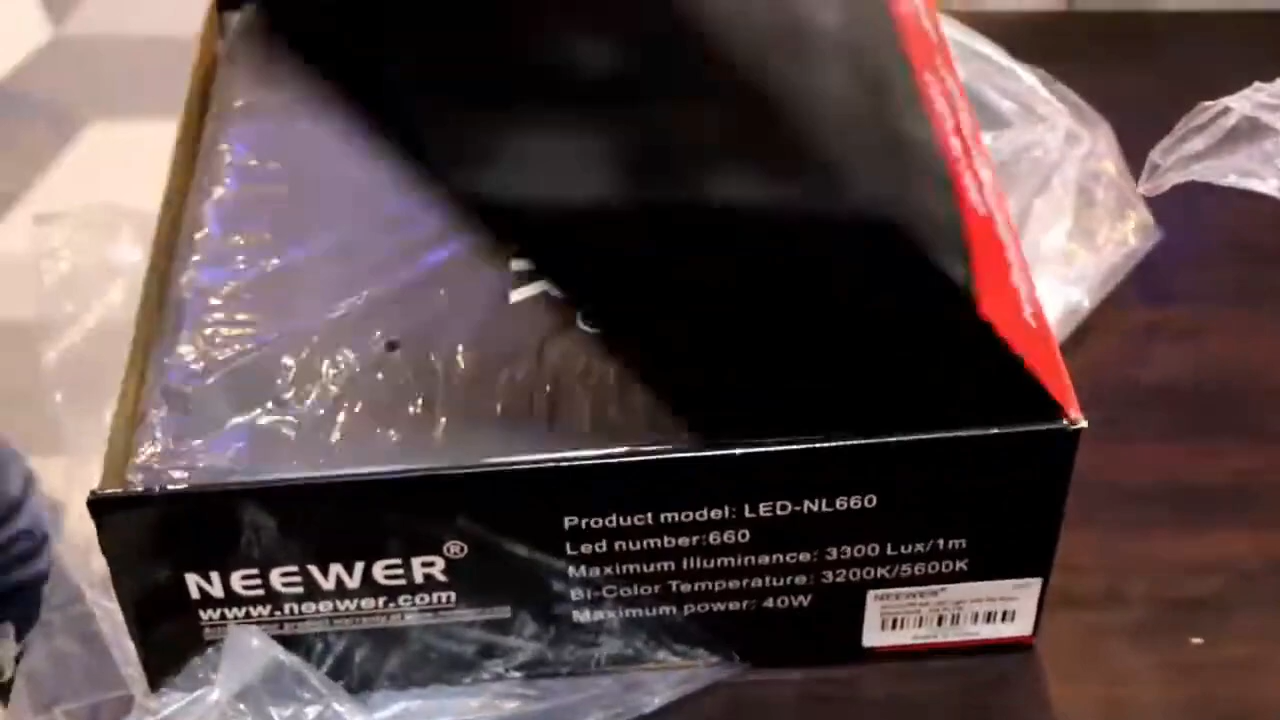 NEEWER®
www.neewer.com
Product model: LED-NL660
Led number:660
Maximum Illuminance: 3300 Lux/1m
Bi-Color Temperature: 3200K/5600K
Maximum power: 40W
NEEWER